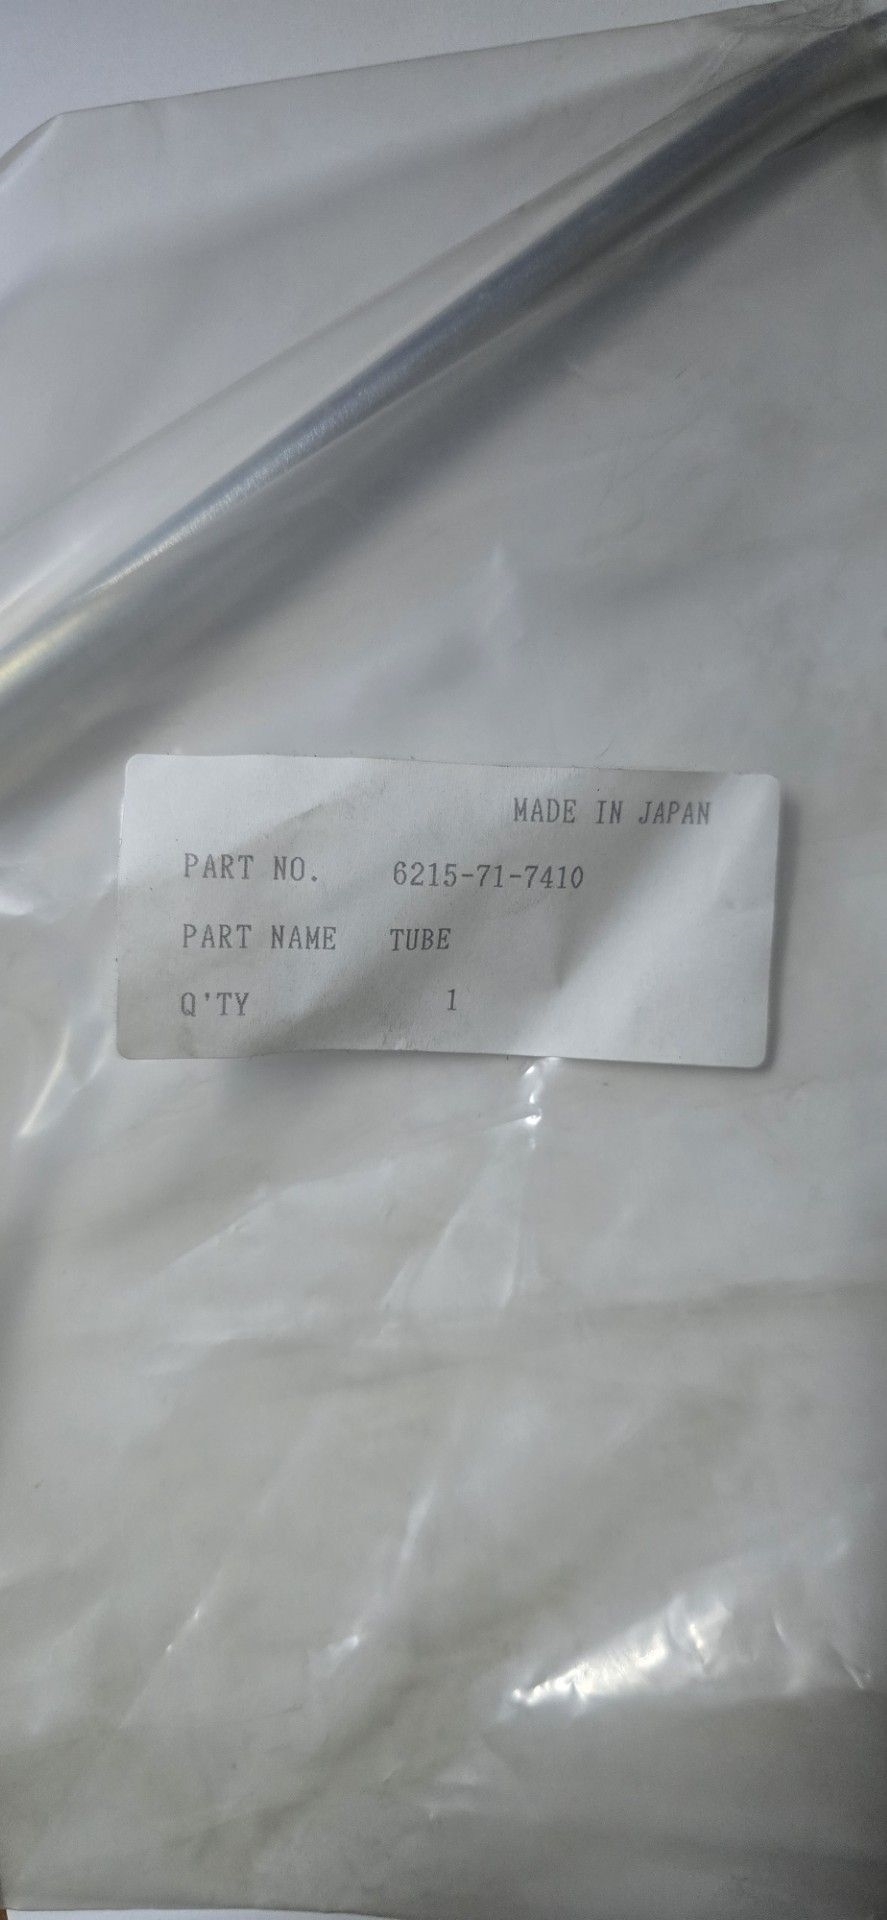 MADE IN JAPAN
PART NO. 6215-71-7410
PART NAME TUBE
Q'TY 1